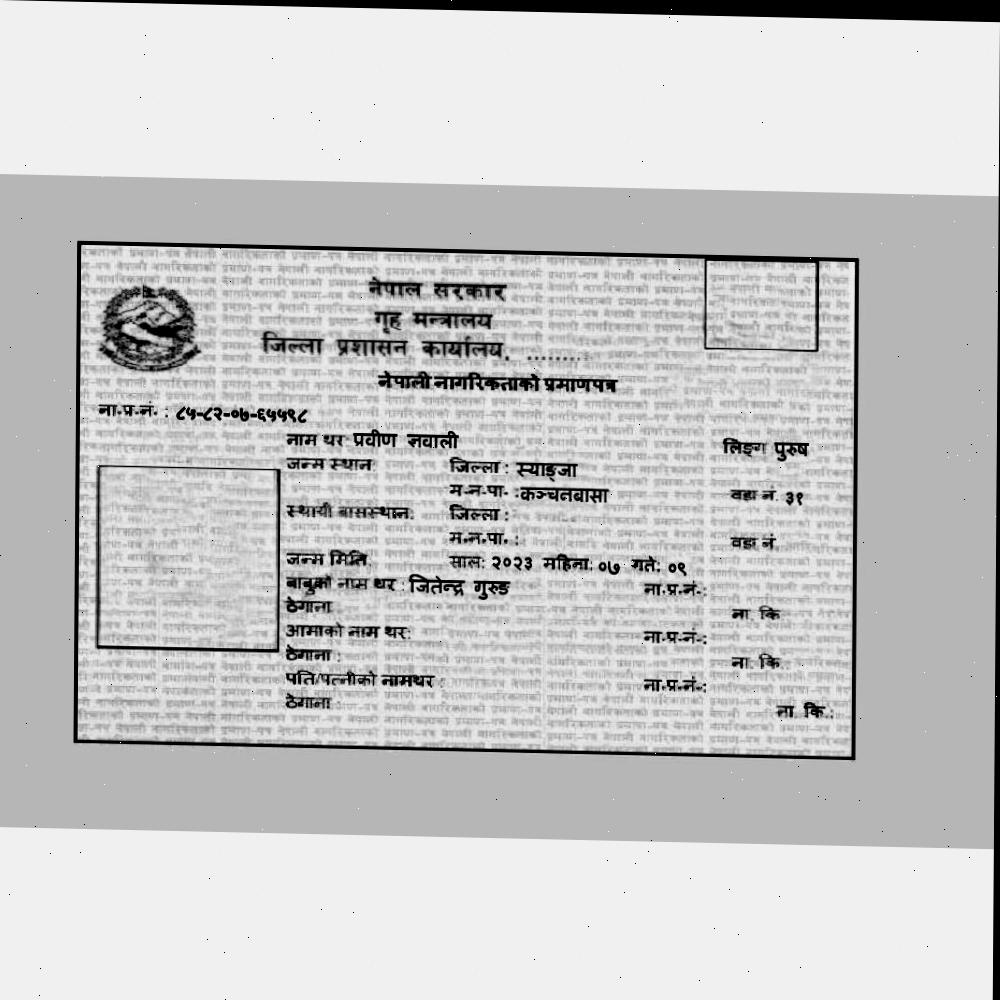 नेपाल सरकार
गृह मन्त्रालय
जिल्ला प्रशासन कार्यालय, ..........
नेपाली नागरिकताको प्रमाणपत्र
ना.प्र.नं. : ८५-८२-०७-६५५९८
नाम थर प्रवीण ज्ञवाली लिङ्ग पुरुष
जन्म स्थान: जिल्ला : स्याङ्जा
म.न.पा. : कञ्चनबासा वडा नं. ३१
स्थायी बासस्थान: जिल्ला :
म.न.पा. : वडा नं.
जन्म मिति: साल: २०२३ महिना: ०७ गते: ०९
बाबुको नाम थर : जितेन्द्र गुरुङ ना.प्र.नं.:
ठेगाना : ना. कि.
आमाको नाम थर: ना.प्र.नं.:
ठेगाना : ना. कि.:
पति/पत्नीको नामथर : ना.प्र.नं.:
ठेगाना : ना. कि.: